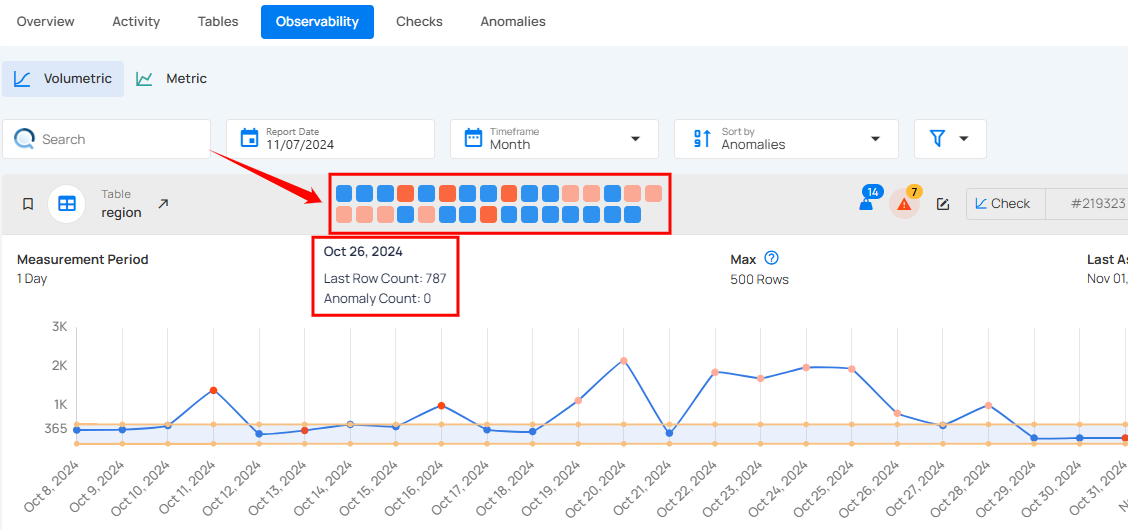 Overview Activity Tables Observability Checks Anomalies
Volumetric Metric
Search
Report Date
11/07/2024
Timeframe
Month
Sort by
Anomalies
Table
region
14
7
Check
#219323
Oct 26, 2024
Last Row Count: 787
Anomaly Count: 0
Measurement Period
1 Day
Max
500 Rows
Last As
Nov 01,
3K
2K
1K
365
Oct 8, 2024
Oct 9, 2024
Oct 10, 2024
Oct 11, 2024
Oct 12, 2024
Oct 13, 2024
Oct 14, 2024
Oct 15, 2024
Oct 16, 2024
Oct 17, 2024
Oct 18, 2024
Oct 19, 2024
Oct 20, 2024
Oct 21, 2024
Oct 22, 2024
Oct 23, 2024
Oct 24, 2024
Oct 25, 2024
Oct 26, 2024
Oct 27, 2024
Oct 28, 2024
Oct 29, 2024
Oct 30, 2024
Oct 31, 2024